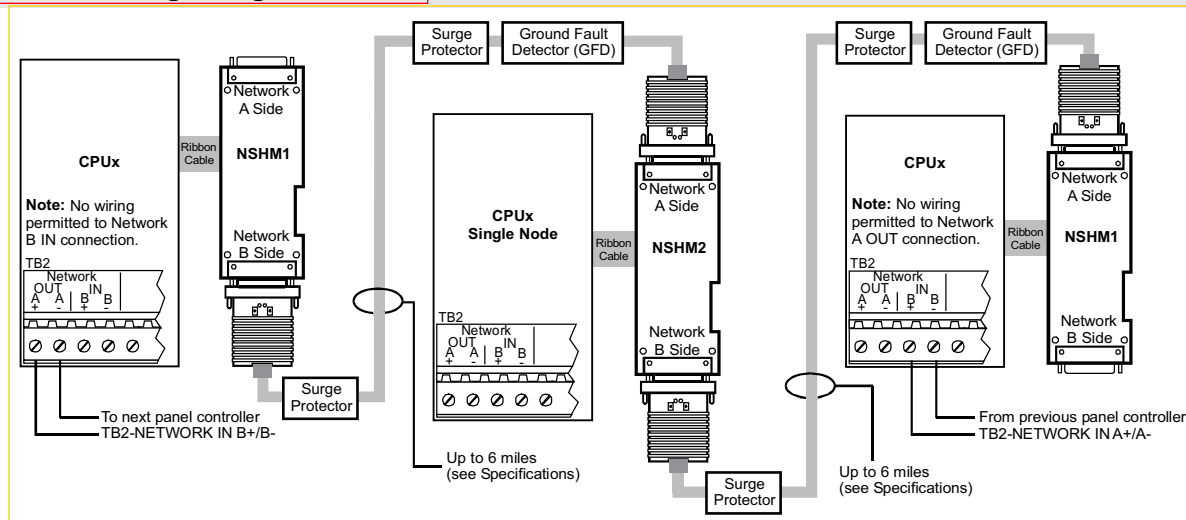 Surge
Protector
Ground Fault
Detector (GFD)
Surge
Protector
Ground Fault
Detector (GFD)
Network
A Side
Ribbon
Cable
NSHM1
CPUx
Note: No wiring
permitted to Network
B IN connection.
Network
B Side
TB2
Network
OUT IN
A A B B
+ - + -
Surge
Protector
To next panel controller
TB2-NETWORK IN B+/B-
Network
A Side
CPUx
Single Node
Ribbon
Cable
NSHM2
TB2
Network
OUT IN
A A B B
+ - + -
Network
B Side
Up to 6 miles
(see Specifications)
Surge
Protector
CPUx
Note: No wiring
permitted to Network
A OUT connection.
Network
A Side
Ribbon
Cable
NSHM1
TB2
Network
OUT IN
A A B B
+ - + -
Network
B Side
From previous panel controller
TB2-NETWORK IN A+/A-
Up to 6 miles
(see Specifications)